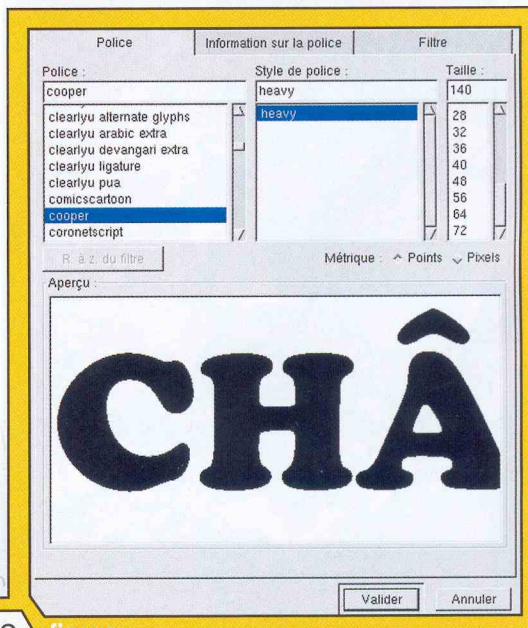 Police
Information sur la police
Filtre
Police :
Style de police :
Taille :
cooper
heavy
140
clearlyu alternate glyphs
clearlyu arabic extra
clearlyu devangari extra
clearlyu ligature
clearlyu pua
comicscartoon
cooper
coronetscript
heavy
28
32
36
40
48
56
64
72
R. à z. du filtre
Métrique : Points Pixels
Aperçu :
CHÂ
Valider
Annuler